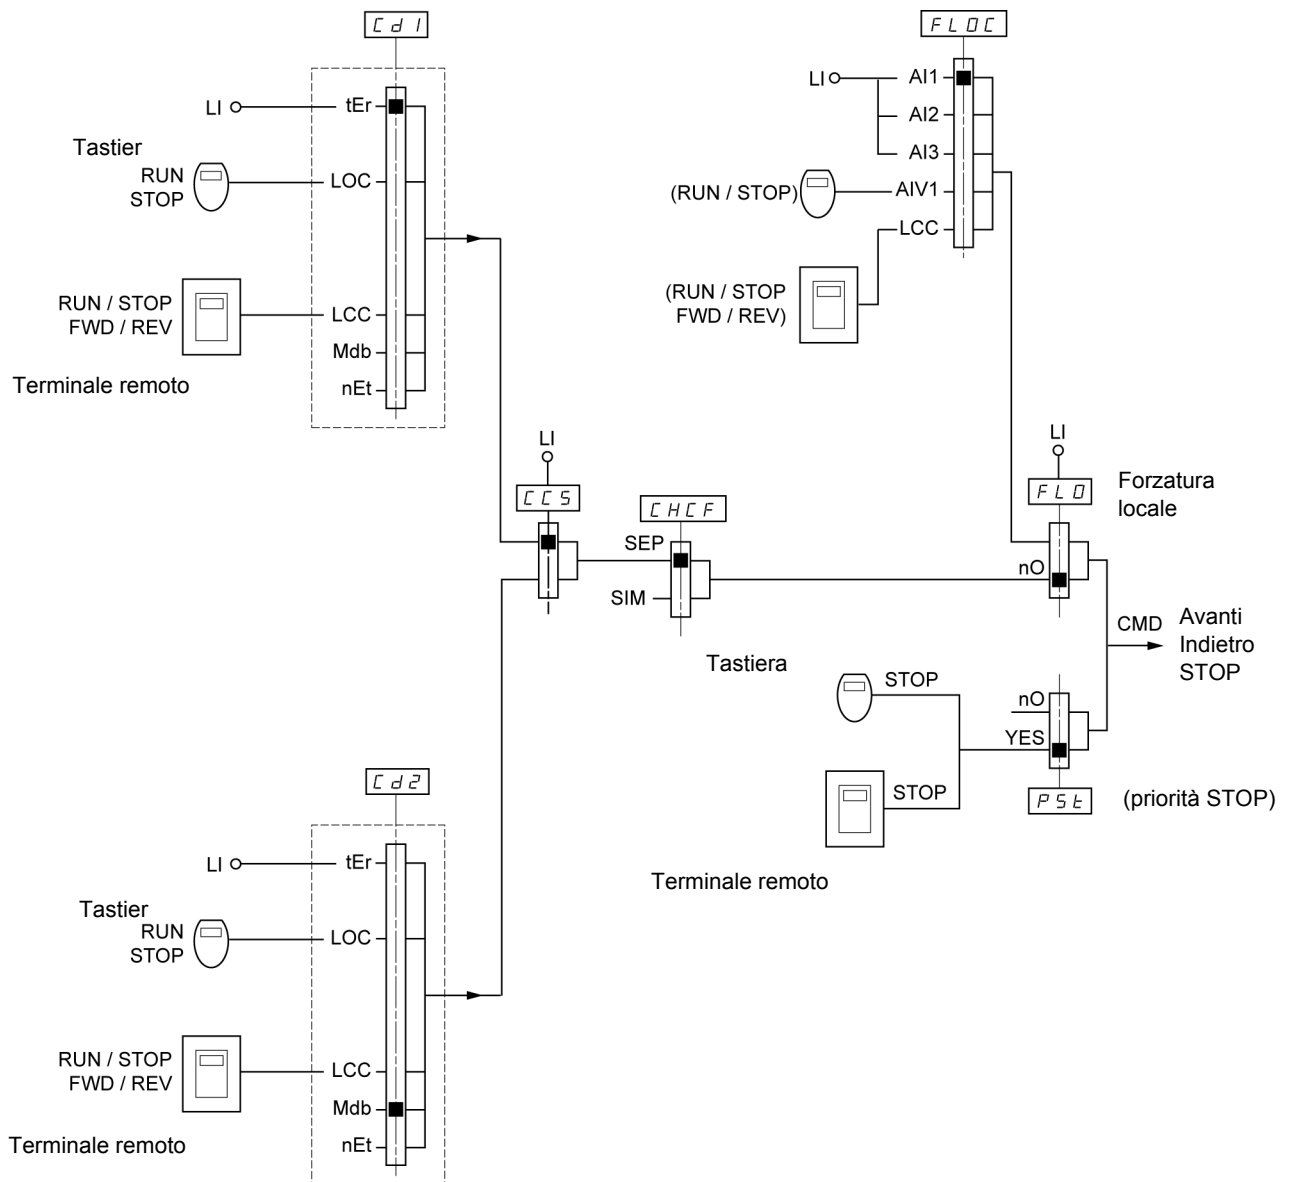 Cd1
LI
tEr
Tastier
RUN
STOP
LOC
RUN / STOP
FWD / REV
LCC
Mdb
nEt
Terminale remoto
FLOC
LI
AI1
AI2
AI3
(RUN / STOP)
AIV1
LCC
(RUN / STOP
FWD / REV)
LI
CCS
CHCF
SEP
SIM
LI
FLO
Forzatura
locale
nO
CMD
Avanti
Indietro
STOP
Tastiera
STOP
nO
YES
STOP
PSt
(priorità STOP)
Terminale remoto
Cd2
LI
tEr
Tastier
RUN
STOP
LOC
RUN / STOP
FWD / REV
LCC
Mdb
nEt
Terminale remoto